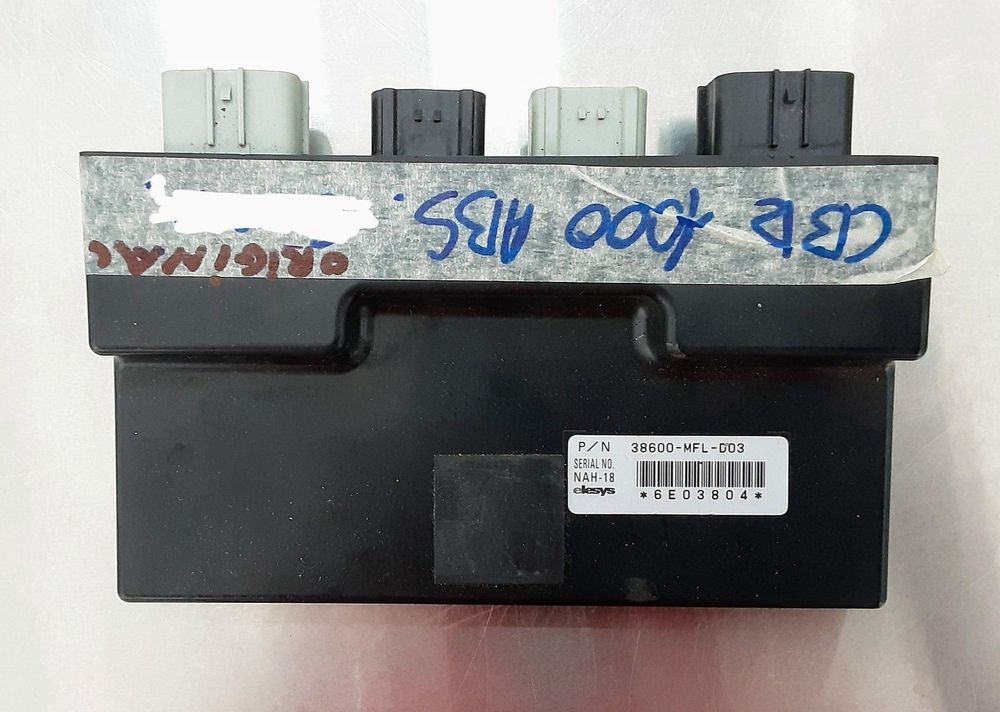 CBR 1000 ABS.
ORIGINAL
P/N 38600-MFL-D03
SERIAL NO.
NAH-18
elesys *6E03804*